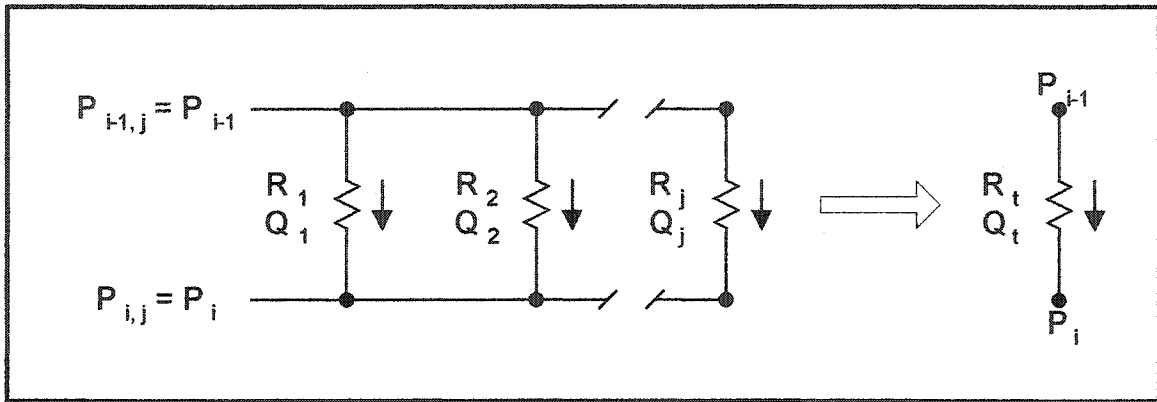 P i-1, j = P i-1
P i-1
R 1
Q 1
R 2
Q 2
R j
Q j
R t
Q t
P i, j = P i
P i